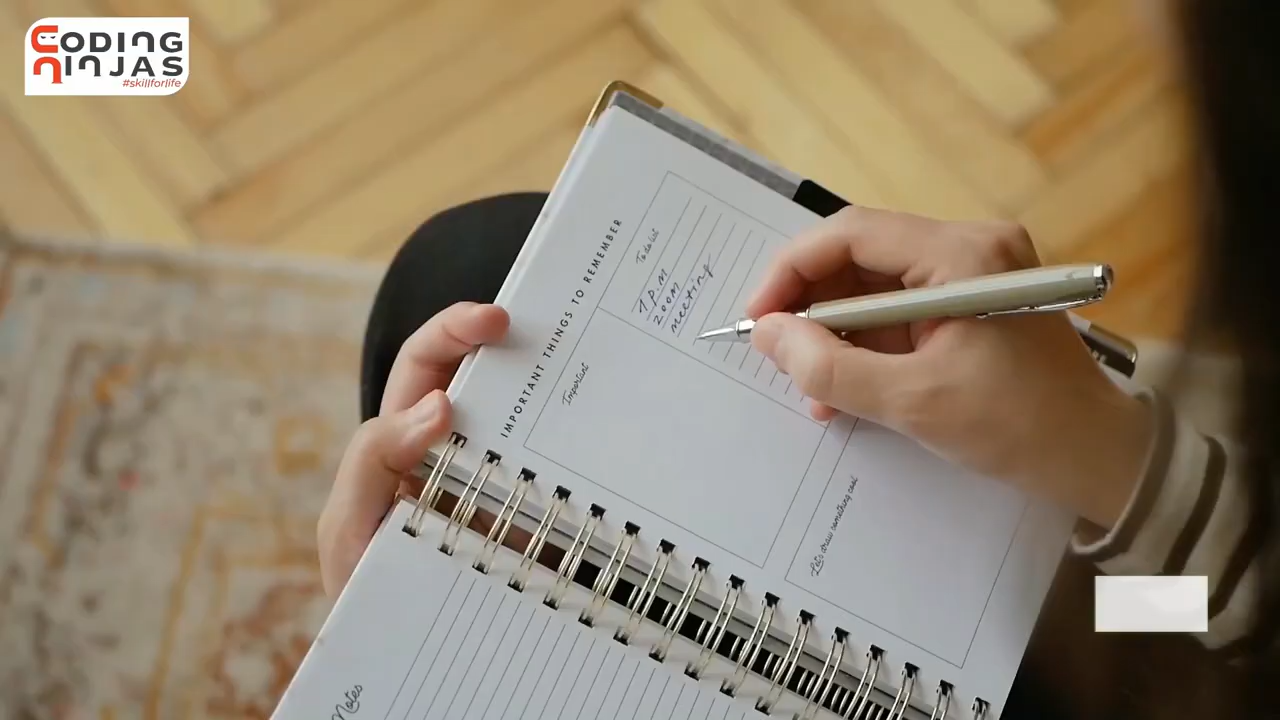 CODING
NINJAS
#skillforlife
IMPORTANT THINGS TO REMEMBER
To do list
1 P.M
zoom
meeting
Important
Let's draw something cool
Notes